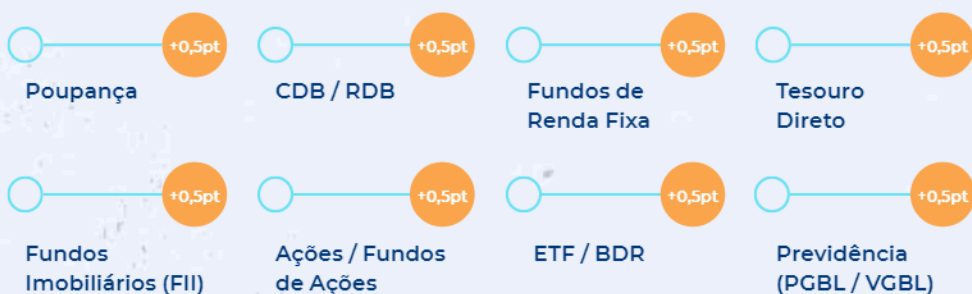 +0,5pt +0,5pt +0,5pt +0,5pt
Poupança CDB / RDB Fundos de Tesouro
Renda Fixa Direto
+0,5pt +0,5pt +0,5pt +0,5pt
Fundos Ações / Fundos ETF / BDR Previdência
Imobiliários (FII) de Ações (PGBL / VGBL)